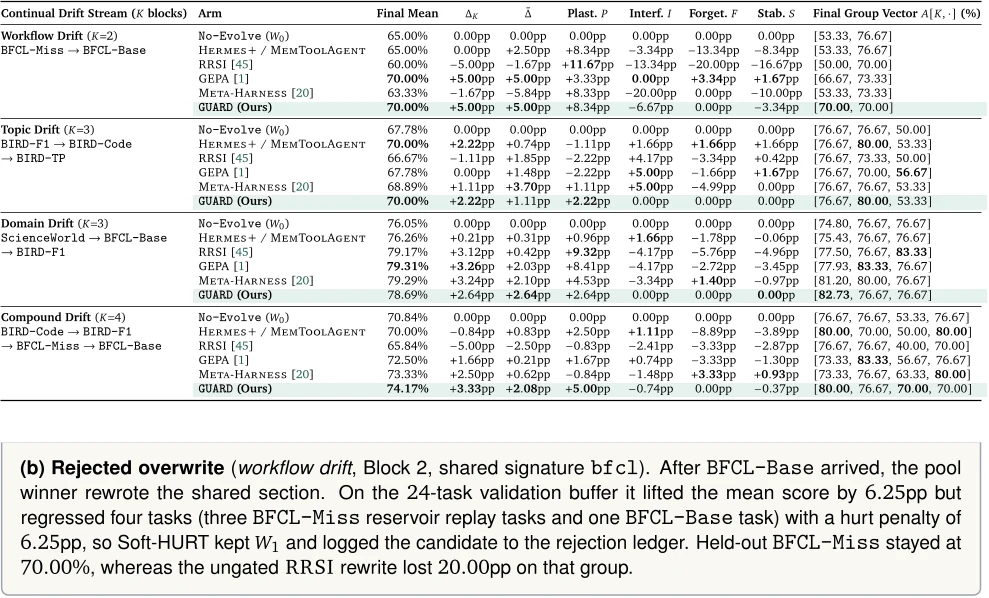 Continual Drift Stream (K blocks) Arm Final Mean Δ_K Δ̄ Plast. P Interf. I Forget. F Stab. S Final Group Vector A[K, ·] (%)
Workflow Drift (K=2) No-Evolve (W₀) 65.00% 0.00pp 0.00pp 0.00pp 0.00pp 0.00pp 0.00pp [53.33, 76.67]
BFCL-Miss → BFCL-Base HERMES+ / MEMTOOLAGENT 65.00% 0.00pp +2.50pp +8.34pp −3.34pp −13.34pp −8.34pp [53.33, 76.67]
RRSI [45] 60.00% −5.00pp −1.67pp +11.67pp −13.34pp −20.00pp −16.67pp [50.00, 70.00]
GEPA [1] 70.00% +5.00pp +5.00pp +3.33pp 0.00pp +3.34pp +1.67pp [66.67, 73.33]
META-HARNESS [20] 63.33% −1.67pp −5.84pp +8.33pp −20.00pp 0.00pp −10.00pp [53.33, 73.33]
GUARD (Ours) 70.00% +5.00pp +5.00pp +8.34pp −6.67pp 0.00pp −3.34pp [70.00, 70.00]
Topic Drift (K=3) No-Evolve (W₀) 67.78% 0.00pp 0.00pp 0.00pp 0.00pp 0.00pp 0.00pp [76.67, 76.67, 50.00]
BIRD-F1 → BIRD-Code HERMES+ / MEMTOOLAGENT 70.00% +2.22pp +0.74pp −1.11pp +1.66pp +1.66pp +1.66pp [76.67, 80.00, 53.33]
→ BIRD-TP RRSI [45] 66.67% −1.11pp +1.85pp −2.22pp +4.17pp −3.34pp +0.42pp [76.67, 73.33, 50.00]
GEPA [1] 67.78% 0.00pp +1.48pp −2.22pp +5.00pp −1.66pp +1.67pp [76.67, 70.00, 56.67]
META-HARNESS [20] 68.89% +1.11pp +3.70pp +1.11pp +5.00pp −4.99pp 0.00pp [76.67, 76.67, 53.33]
GUARD (Ours) 70.00% +2.22pp +1.11pp +2.22pp 0.00pp 0.00pp 0.00pp [76.67, 80.00, 53.33]
Domain Drift (K=3) No-Evolve (W₀) 76.05% 0.00pp 0.00pp 0.00pp 0.00pp 0.00pp 0.00pp [74.80, 76.67, 76.67]
ScienceWorld → BFCL-Base HERMES+ / MEMTOOLAGENT 76.26% +0.21pp +0.31pp +0.96pp +1.66pp −1.78pp −0.06pp [75.43, 76.67, 76.67]
→ BIRD-F1 RRSI [45] 79.17% +3.12pp +0.42pp +9.32pp −4.17pp −5.76pp −4.96pp [77.50, 76.67, 83.33]
GEPA [1] 79.31% +3.26pp +2.03pp +8.41pp −4.17pp −2.72pp −3.45pp [77.93, 83.33, 76.67]
META-HARNESS [20] 79.29% +3.24pp +2.10pp +4.53pp −3.34pp +1.40pp −0.97pp [81.20, 80.00, 76.67]
GUARD (Ours) 78.69% +2.64pp +2.64pp +2.64pp 0.00pp 0.00pp 0.00pp [82.73, 76.67, 76.67]
Compound Drift (K=4) No-Evolve (W₀) 70.84% 0.00pp 0.00pp 0.00pp 0.00pp 0.00pp 0.00pp [76.67, 76.67, 53.33, 76.67]
BIRD-Code → BIRD-F1 HERMES+ / MEMTOOLAGENT 70.00% −0.84pp +0.83pp +2.50pp +1.11pp −8.89pp −3.89pp [80.00, 70.00, 50.00, 80.00]
→ BFCL-Miss → BFCL-Base RRSI [45] 65.84% −5.00pp −2.50pp −0.83pp −2.41pp −3.33pp −2.87pp [76.67, 76.67, 40.00, 70.00]
GEPA [1] 72.50% +1.66pp +0.21pp +1.67pp +0.74pp −3.33pp −1.30pp [73.33, 83.33, 56.67, 76.67]
META-HARNESS [20] 73.33% +2.50pp +0.62pp −0.84pp −1.48pp +3.33pp +0.93pp [73.33, 76.67, 63.33, 80.00]
GUARD (Ours) 74.17% +3.33pp +2.08pp +5.00pp −0.74pp 0.00pp −0.37pp [80.00, 76.67, 70.00, 70.00]
(b) Rejected overwrite (workflow drift, Block 2, shared signature bfcl). After BFCL-Base arrived, the pool
winner rewrote the shared section. On the 24-task validation buffer it lifted the mean score by 6.25pp but
regressed four tasks (three BFCL-Miss reservoir replay tasks and one BFCL-Base task) with a hurt penalty of
6.25pp, so Soft-HURT kept W₁ and logged the candidate to the rejection ledger. Held-out BFCL-Miss stayed at
70.00%, whereas the ungated RRSI rewrite lost 20.00pp on that group.